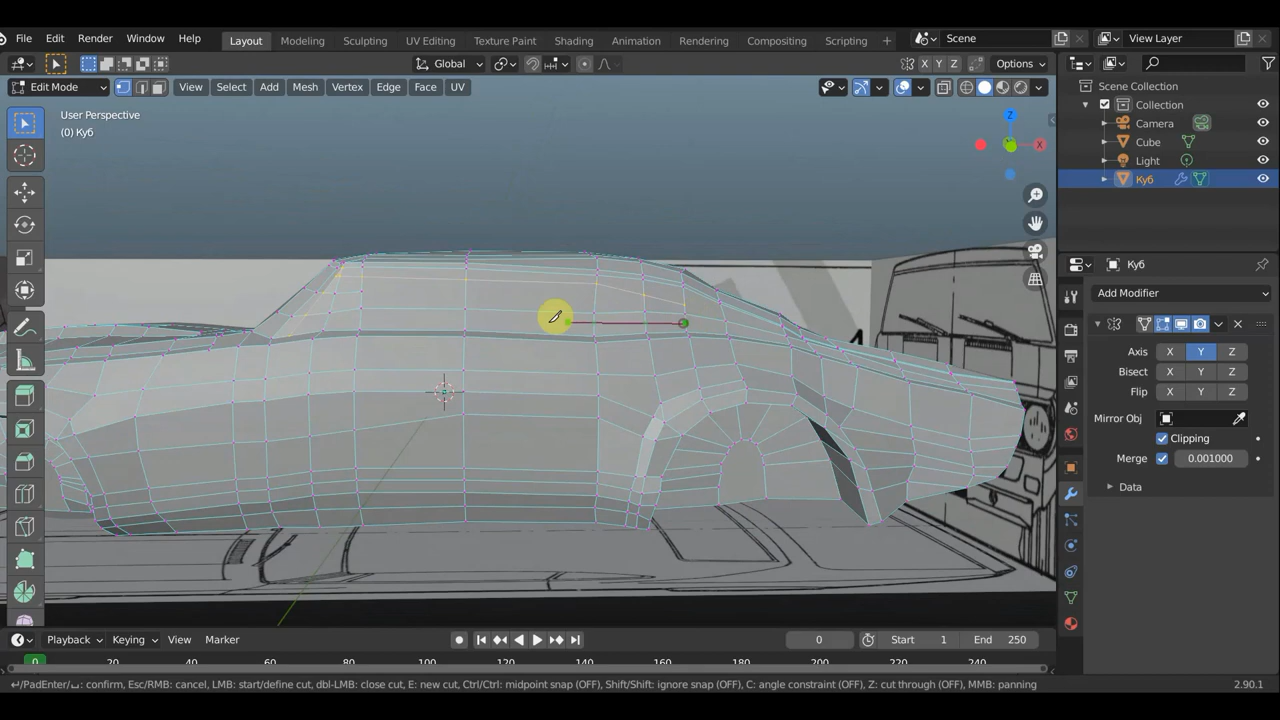 File Edit Render Window Help
Layout Modeling Sculpting UV Editing Texture Paint Shading Animation Rendering Compositing Scripting +
Scene
View Layer
Global
X Y Z
Options
Edit Mode
View Select Add Mesh Vertex Edge Face UV
User Perspective
(0) Куб
Z
X
Scene Collection
Collection
Camera
Cube
Light
Куб
Куб
Add Modifier
Axis X Y Z
Bisect X Y Z
Flip X Y Z
Mirror Obj
Clipping
Merge 0.001000
Data
Playback Keying View Marker
0
Start 1
End 250
0 20 40 60 80 100 120 140 160 180 200 220 240
↵/PadEnter/␣: confirm, Esc/RMB: cancel, LMB: start/define cut, dbl-LMB: close cut, E: new cut, Ctrl/Ctrl: midpoint snap (OFF), Shift/Shift: ignore snap (OFF), C: angle constraint (OFF), Z: cut through (OFF), MMB: panning
2.90.1